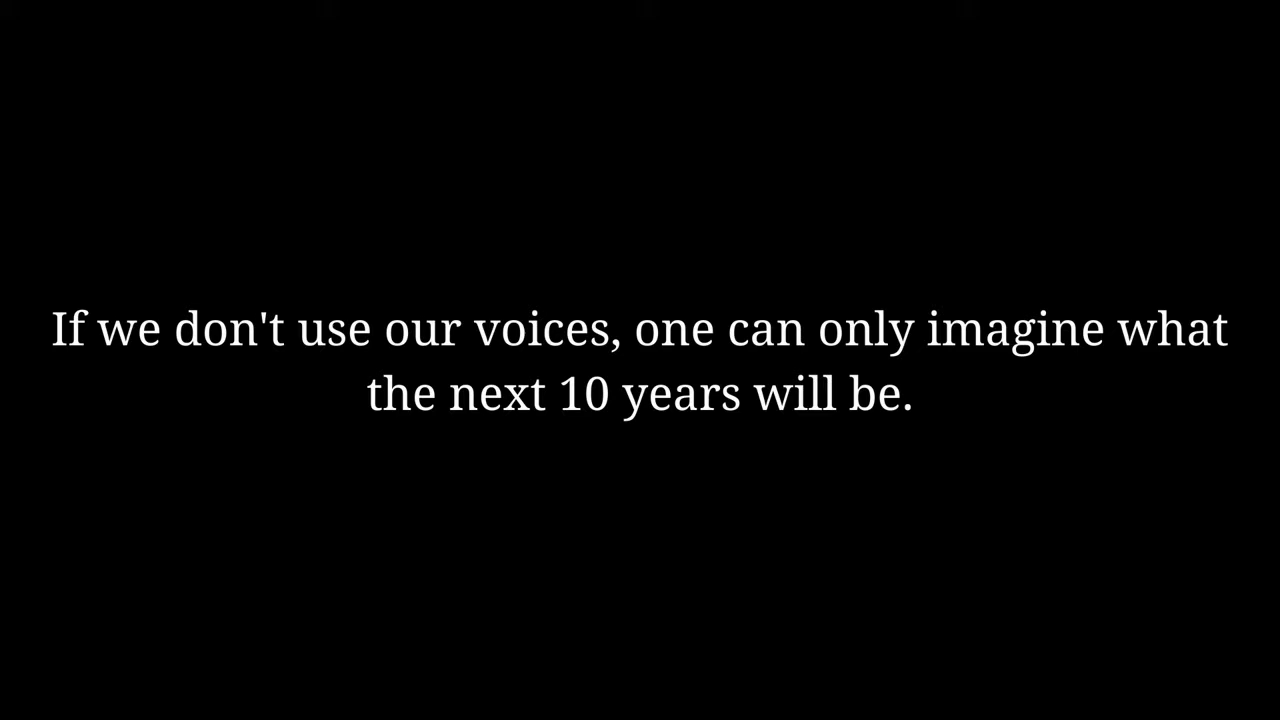 If we don't use our voices, one can only imagine what
the next 10 years will be.